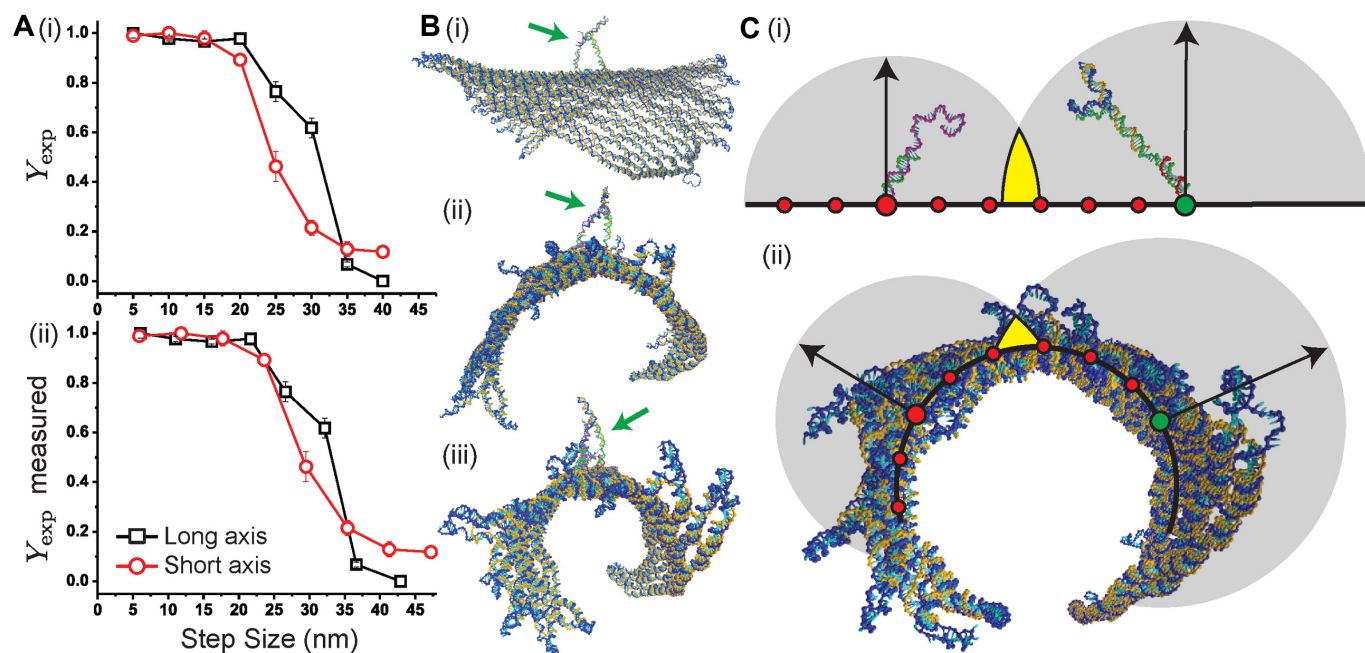 A (i)
1.0
0.8
0.6
0.4
0.2
0.0
Yexp
0 5 10 15 20 25 30 35 40 45
(ii)
1.0
0.8
0.6
0.4
0.2
0.0
Yexp measured
Long axis
Short axis
0 5 10 15 20 25 30 35 40 45
Step Size (nm)
B (i)
(ii)
(iii)
C (i)
(ii)